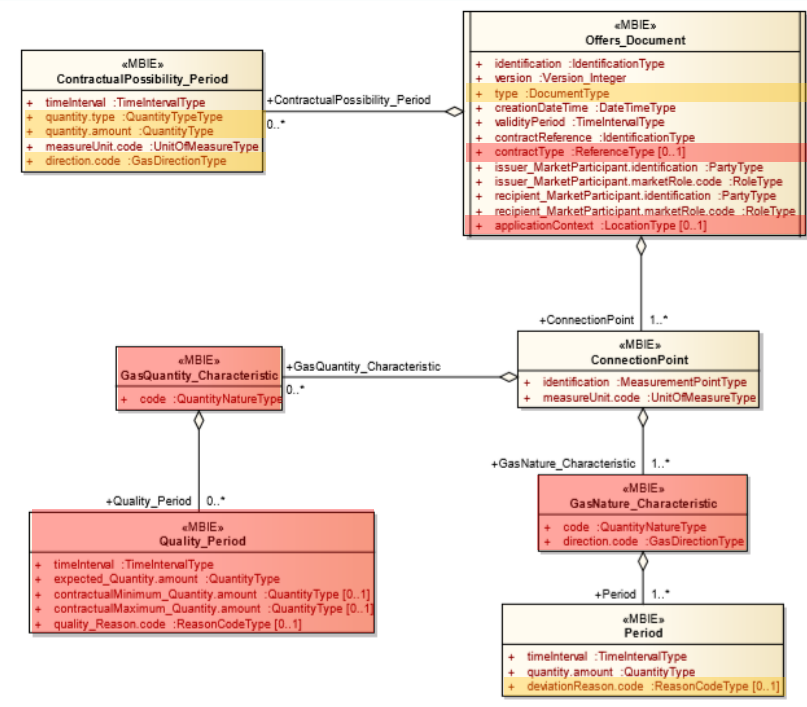 «MBIE»
Offers_Document
+ identification :IdentificationType
+ version :Version_Integer
+ type :DocumentType
+ creationDateTime :DateTimeType
+ validityPeriod :TimeIntervalType
+ contractReference :IdentificationType
+ contractType :ReferenceType [0..1]
+ issuer_MarketParticipant.identification :PartyType
+ issuer_MarketParticipant.marketRole.code :RoleType
+ recipient_MarketParticipant.identification :PartyType
+ recipient_MarketParticipant.marketRole.code :RoleType
+ applicationContext :LocationType [0..1]
«MBIE»
ContractualPossibility_Period
+ timeInterval :TimeIntervalType
+ quantity.type :QuantityTypeType
+ quantity.amount :QuantityType
+ measureUnit.code :UnitOfMeasureType
+ direction.code :GasDirectionType
+ContractualPossibility_Period
0..*
+ConnectionPoint 1..*
«MBIE»
ConnectionPoint
+ identification :MeasurementPointType
+ measureUnit.code :UnitOfMeasureType
+GasQuantity_Characteristic
0..*
«MBIE»
GasQuantity_Characteristic
+ code :QuantityNatureType
+Quality_Period 0..*
«MBIE»
Quality_Period
+ timeInterval :TimeIntervalType
+ expected_Quantity.amount :QuantityType
+ contractualMinimum_Quantity.amount :QuantityType [0..1]
+ contractualMaximum_Quantity.amount :QuantityType [0..1]
+ quality_Reason.code :ReasonCodeType [0..1]
+GasNature_Characteristic 1..*
«MBIE»
GasNature_Characteristic
+ code :QuantityNatureType
+ direction.code :GasDirectionType
+Period 1..*
«MBIE»
Period
+ timeInterval :TimeIntervalType
+ quantity.amount :QuantityType
+ deviationReason.code :ReasonCodeType [0..1]